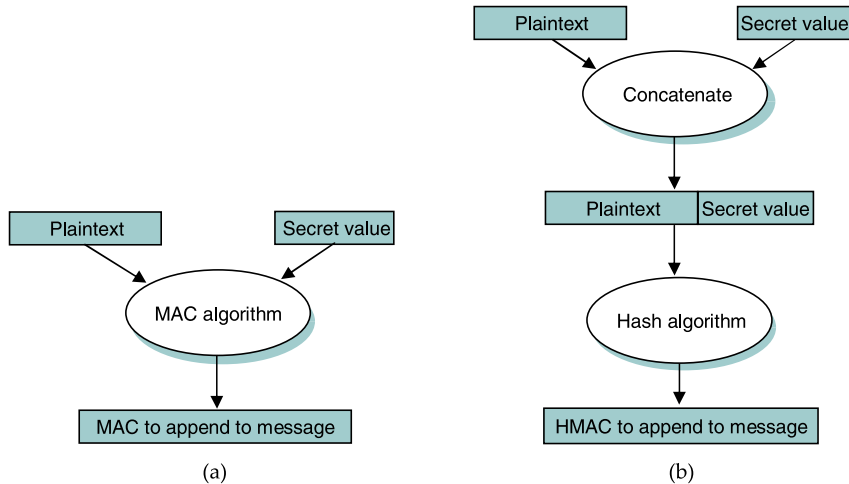 Plaintext
Secret value
MAC algorithm
MAC to append to message
(a)
Plaintext
Secret value
Concatenate
Plaintext
Secret value
Hash algorithm
HMAC to append to message
(b)